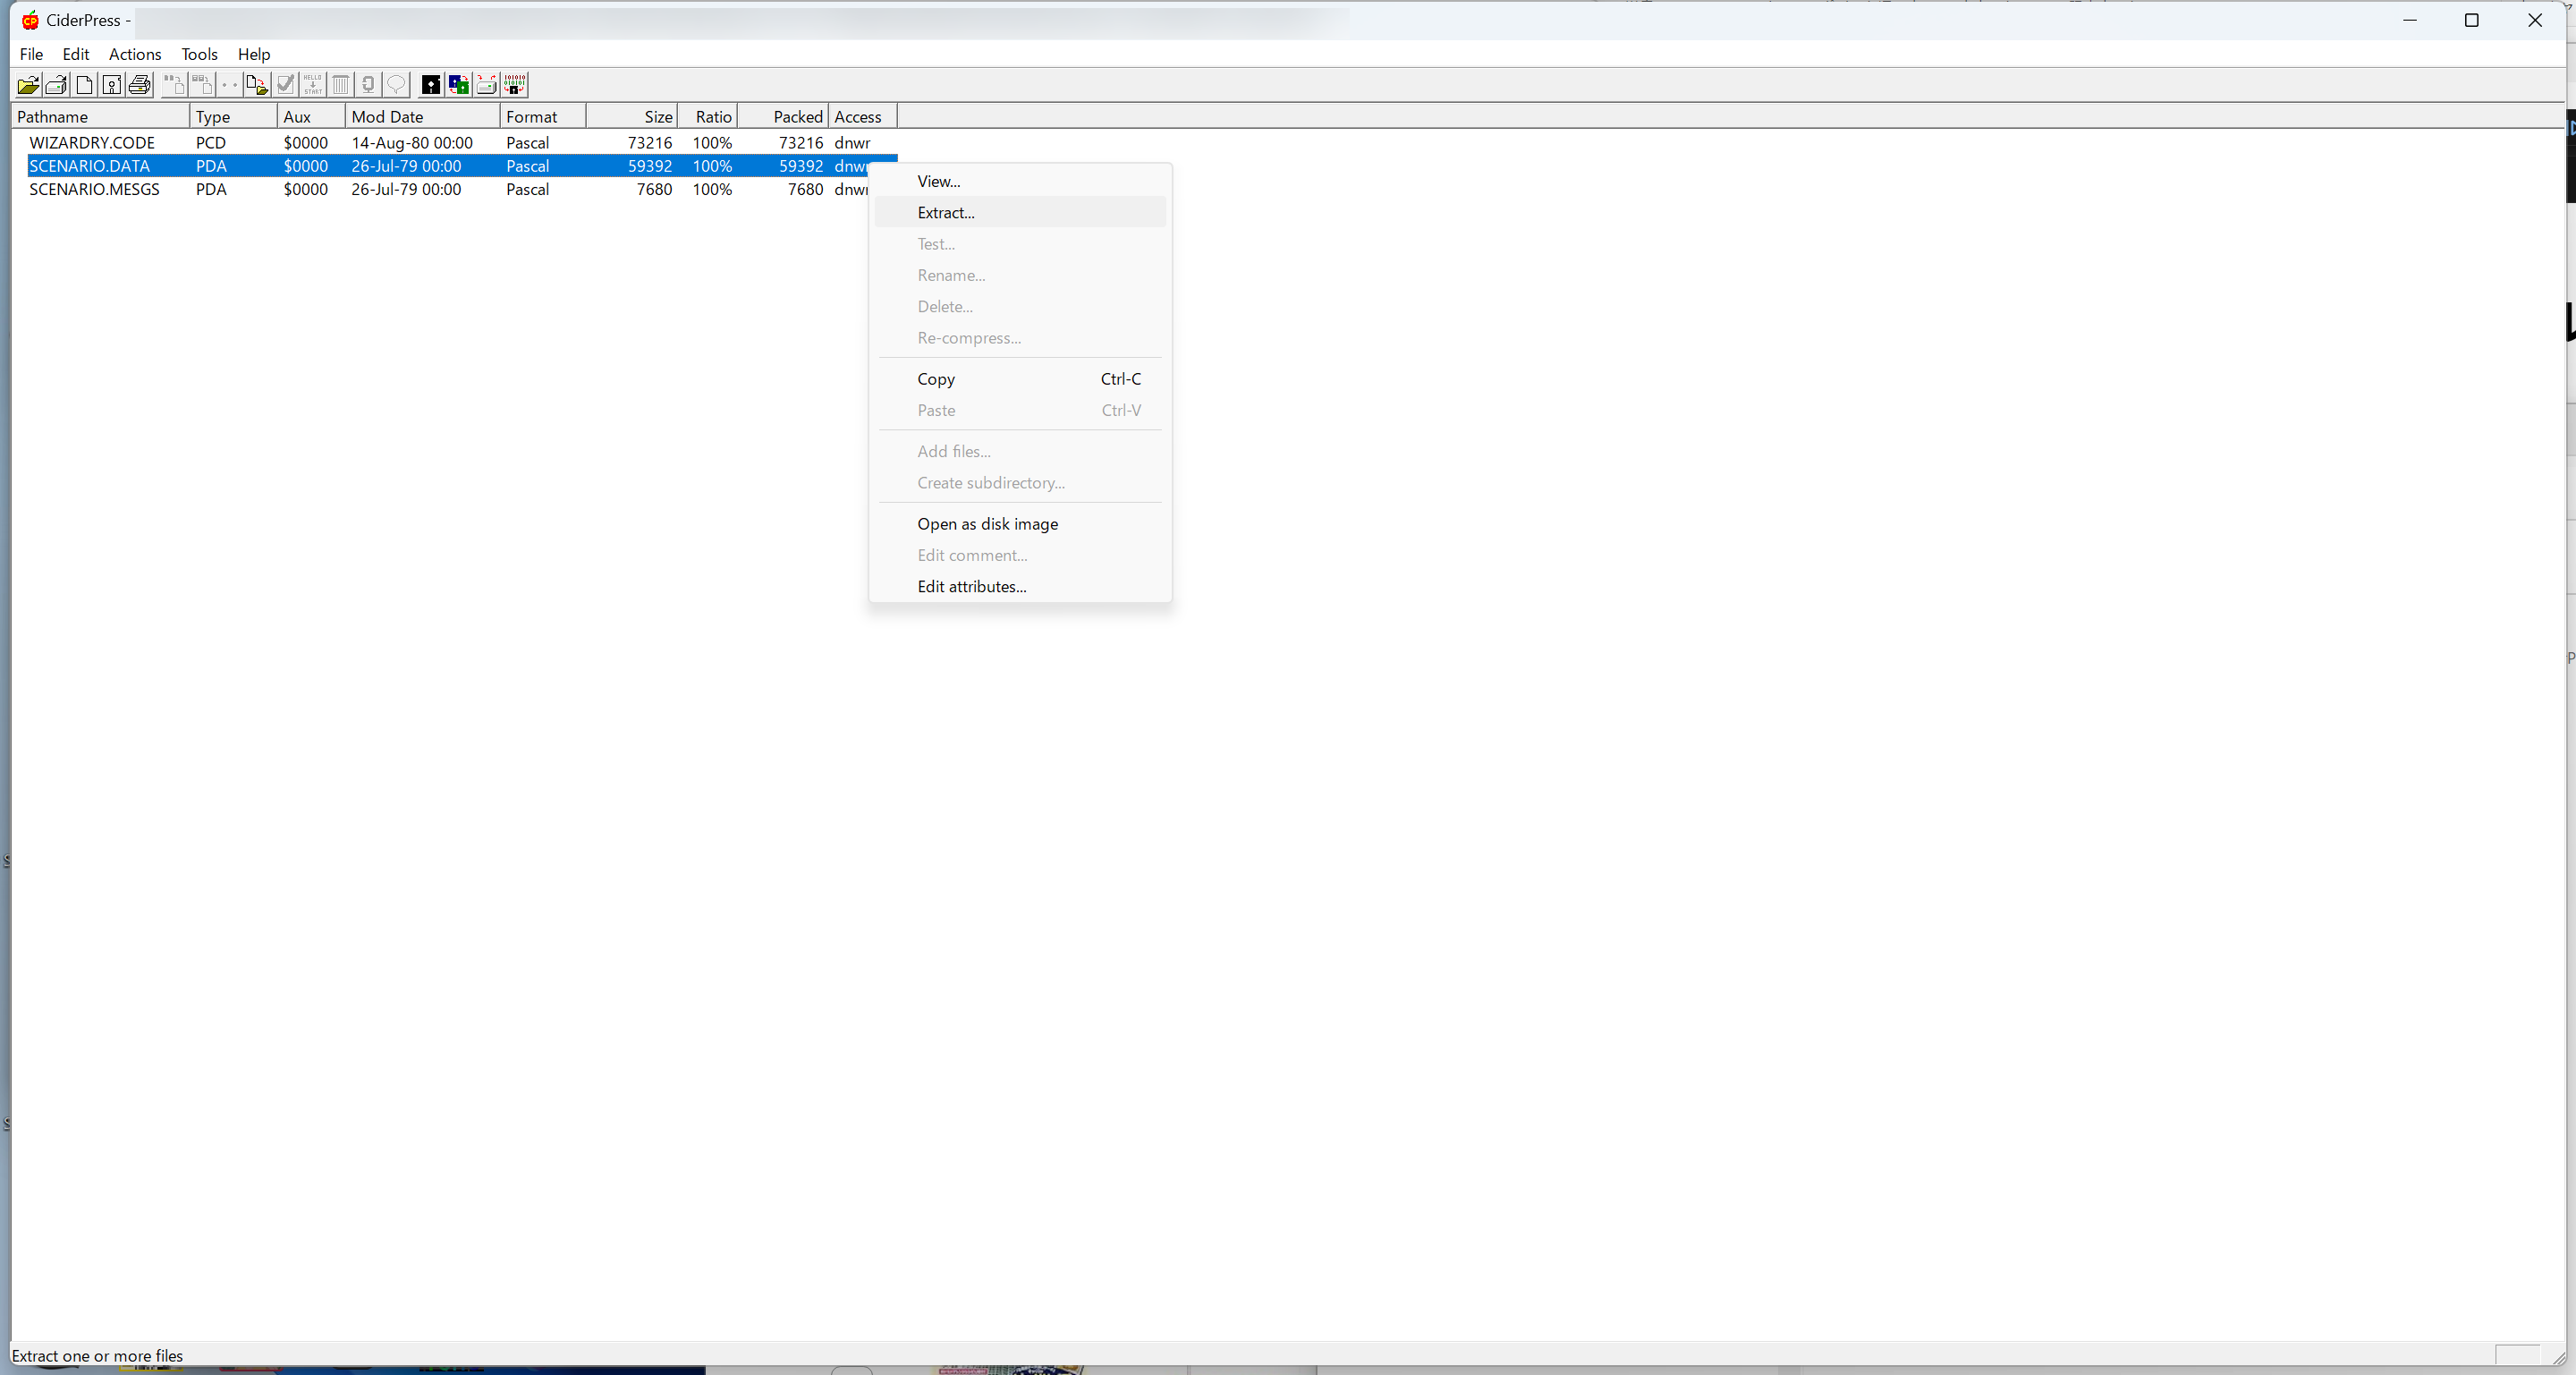 CiderPress -
File Edit Actions Tools Help
Pathname Type Aux Mod Date Format Size Ratio Packed Access
WIZARDRY.CODE PCD $0000 14-Aug-80 00:00 Pascal 73216 100% 73216 dnwr
SCENARIO.DATA PDA $0000 26-Jul-79 00:00 Pascal 59392 100% 59392 dnwr
SCENARIO.MESGS PDA $0000 26-Jul-79 00:00 Pascal 7680 100% 7680 dnwr
View...
Extract...
Test...
Rename...
Delete...
Re-compress...
Copy Ctrl-C
Paste Ctrl-V
Add files...
Create subdirectory...
Open as disk image
Edit comment...
Edit attributes...
Extract one or more files